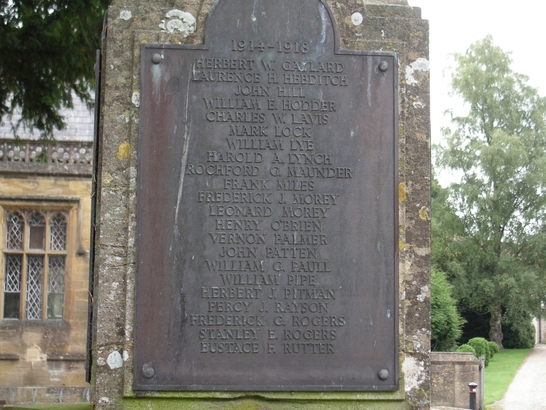 1914-1918
HERBERT W. GAYLARD
LAURENCE H. HEBDITCH
JOHN HILL
WILLIAM E. HODDER
CHARLES W. LAVIS
MARK LOCK
WILLIAM LYE
HAROLD A. LYNCH
ROCHFORD G. MAUNDER
FRANK MILES
FREDERICK J. MOREY
LEONARD MOREY
HENRY O'BRIEN
VERNON PALMER
JOHN PATTEN
WILLIAM G. PAULL
WILLIAM PIPE
HERBERT J. PITMAN
PERCY J. RAYSON
FREDERICK G. ROGERS
STANLEY E. ROGERS
EUSTACE F. RUTTER